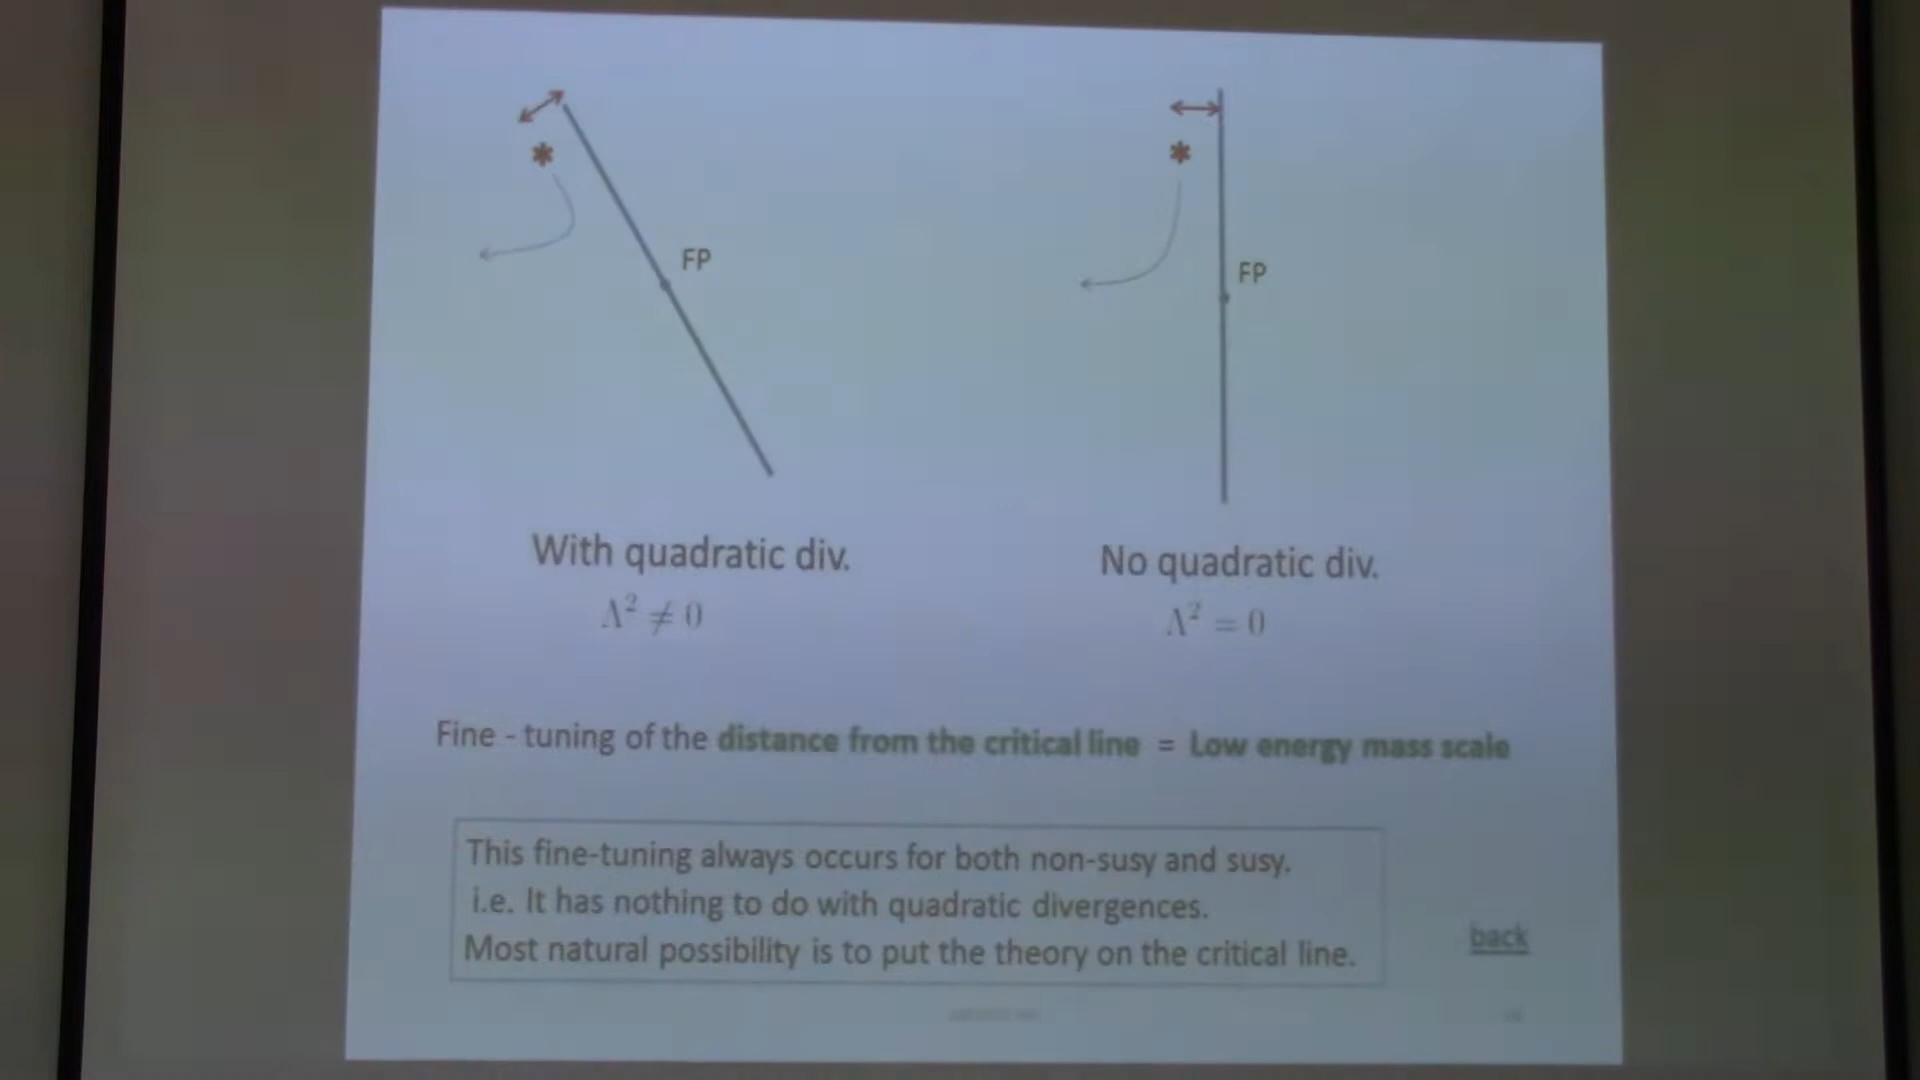 FP
FP
With quadratic div.
No quadratic div.
Λ² ≠ 0
Λ² = 0
Fine - tuning of the distance from the critical line = Low energy mass scale
This fine-tuning always occurs for both non-susy and susy.
i.e. It has nothing to do with quadratic divergences.
Most natural possibility is to put the theory on the critical line.
back